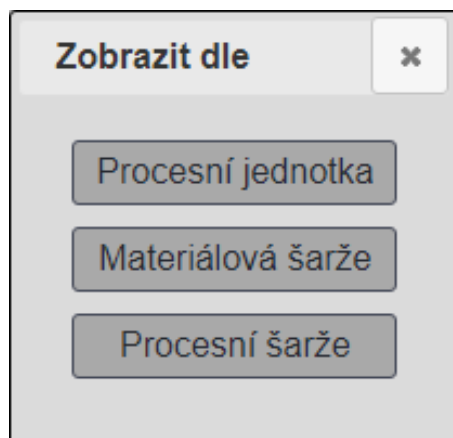 Zobrazit dle
Procesní jednotka
Materiálová šarže
Procesní šarže